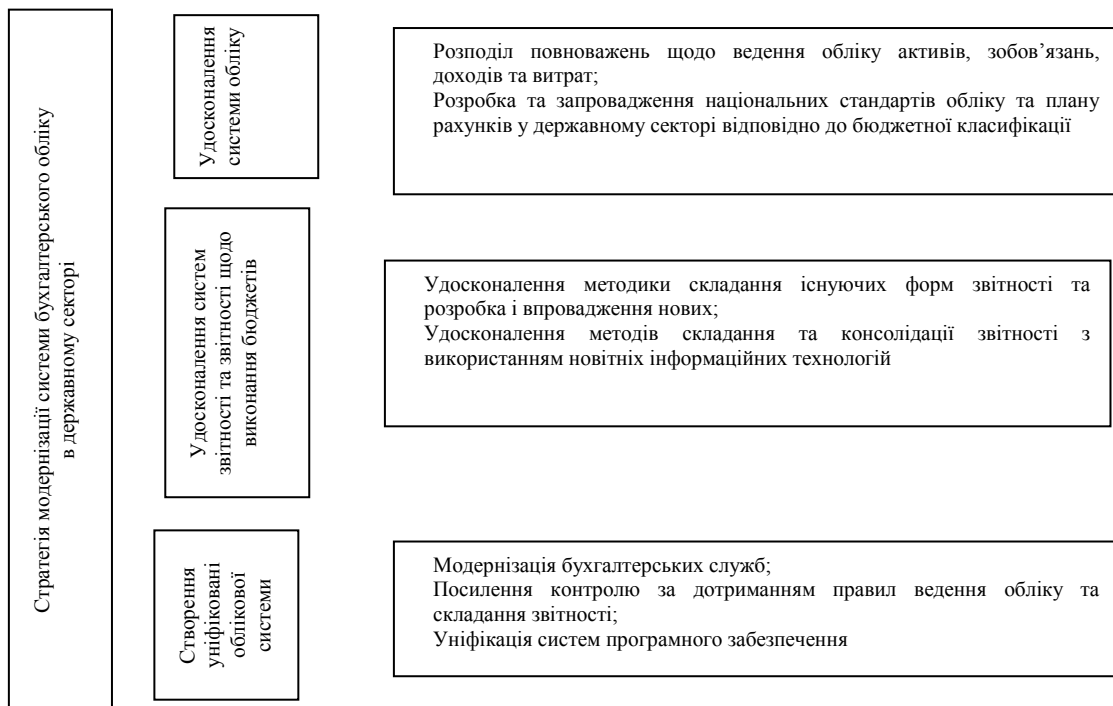 Стратегія модернізації системи бухгалтерського обліку
в державному секторі
Удосконалення
системи обліку
Розподіл повноважень щодо ведення обліку активів, зобов’язань,
доходів та витрат;
Розробка та запровадження національних стандартів обліку та плану
рахунків у державному секторі відповідно до бюджетної класифікації
Удосконалення систем
звітності та звітності щодо
виконання бюджетів
Удосконалення методики складання існуючих форм звітності та
розробка і впровадження нових;
Удосконалення методів складання та консолідації звітності з
використанням новітніх інформаційних технологій
Створення
уніфіковані
облікової
системи
Модернізація бухгалтерських служб;
Посилення контролю за дотриманням правил ведення обліку та
складання звітності;
Уніфікація систем програмного забезпечення